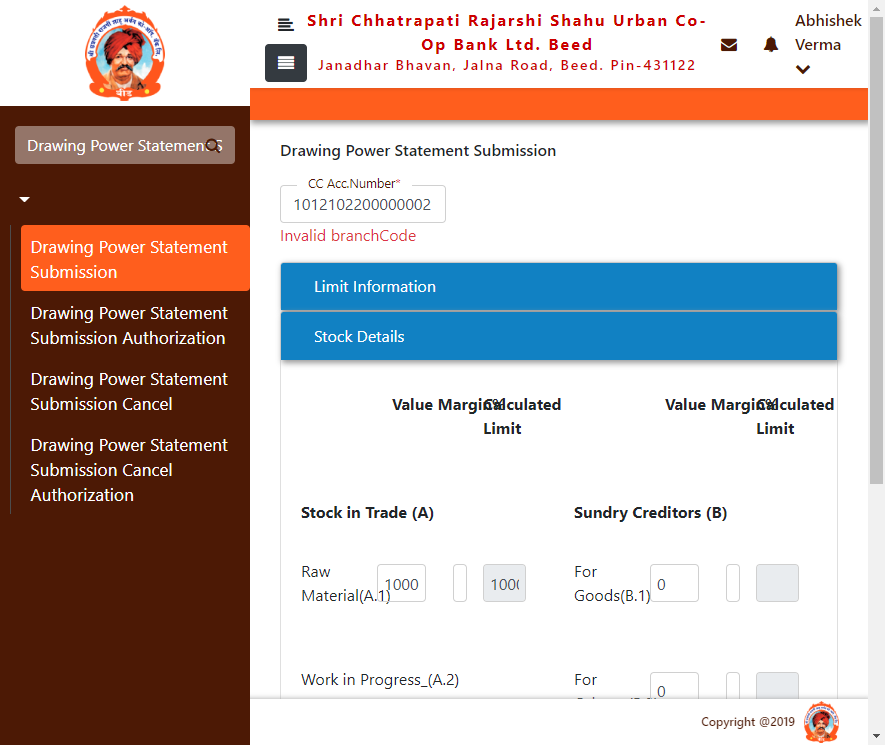 Shri Chhatrapati Rajarshi Shahu Urban Co-
Op Bank Ltd. Beed
Janadhar Bhavan, Jalna Road, Beed. Pin-431122
Abhishek
Verma
Drawing Power Statement S
Drawing Power Statement
Submission
Drawing Power Statement
Submission Authorization
Drawing Power Statement
Submission Cancel
Drawing Power Statement
Submission Cancel
Authorization
Drawing Power Statement Submission
CC Acc.Number*
1012102200000002
Invalid branchCode
Limit Information
Stock Details
Value Margin% Calculated Value Margin% Calculated
Limit Limit
Stock in Trade (A) Sundry Creditors (B)
Raw For
Material(A.1) 1000 1000 Goods(B.1) 0
Work in Progress_(A.2) For
0
Copyright @2019